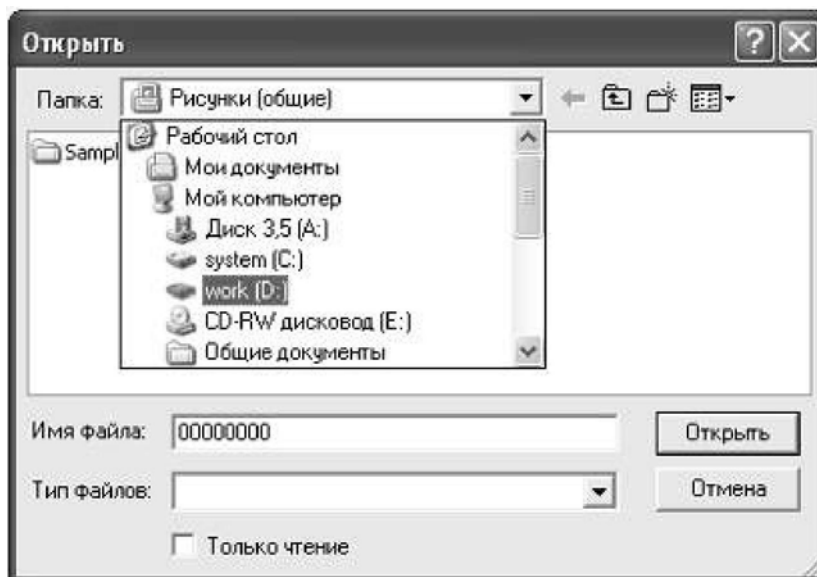 Открыть
Папка: Рисунки (общие)
Рабочий стол
Sampl
Мои документы
Мой компьютер
Диск 3,5 (A:)
system (C:)
work (D:)
CD-RW дисковод (E:)
Общие документы
Имя файла: 00000000 Открыть
Тип файлов: Отмена
Только чтение